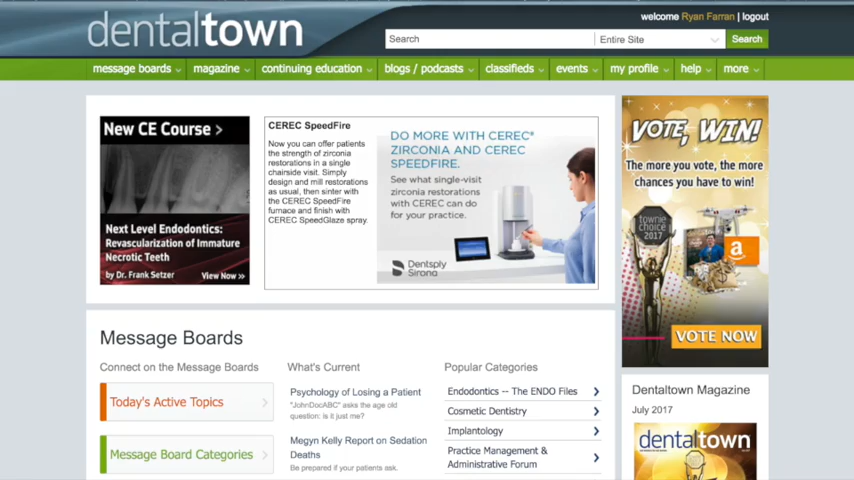 dentaltown
welcome Ryan Farran | logout
Search
Entire Site
Search
message boards
magazine
continuing education
blogs / podcasts
classifieds
events
my profile
help
more
New CE Course >
Next Level Endodontics:
Revascularization of Immature
Necrotic Teeth
by Dr. Frank Setzer
View Now >>
CEREC SpeedFire
Now you can offer patients
the strength of zirconia
restorations in a single
chairside visit. Simply
design and mill restorations
as usual, then sinter with
the CEREC SpeedFire
furnace and finish with
CEREC SpeedGlaze spray.
DO MORE WITH CEREC®
ZIRCONIA AND CEREC
SPEEDFIRE.
See what single-visit
zirconia restorations
with CEREC can do
for your practice.
Dentsply
Sirona
VOTE, WIN!
The more you vote, the more
chances you have to win!
townie
choice
2017
a
VOTE NOW
Message Boards
Connect on the Message Boards
Today's Active Topics
Message Board Categories
What's Current
Psychology of Losing a Patient
"JohnDocABC" asks the age old
question: Is it just me?
Megyn Kelly Report on Sedation
Deaths
Be prepared if your patients ask.
Popular Categories
Endodontics -- The ENDO Files
Cosmetic Dentistry
Implantology
Practice Management &
Administrative Forum
Dentaltown Magazine
July 2017
dentaltown